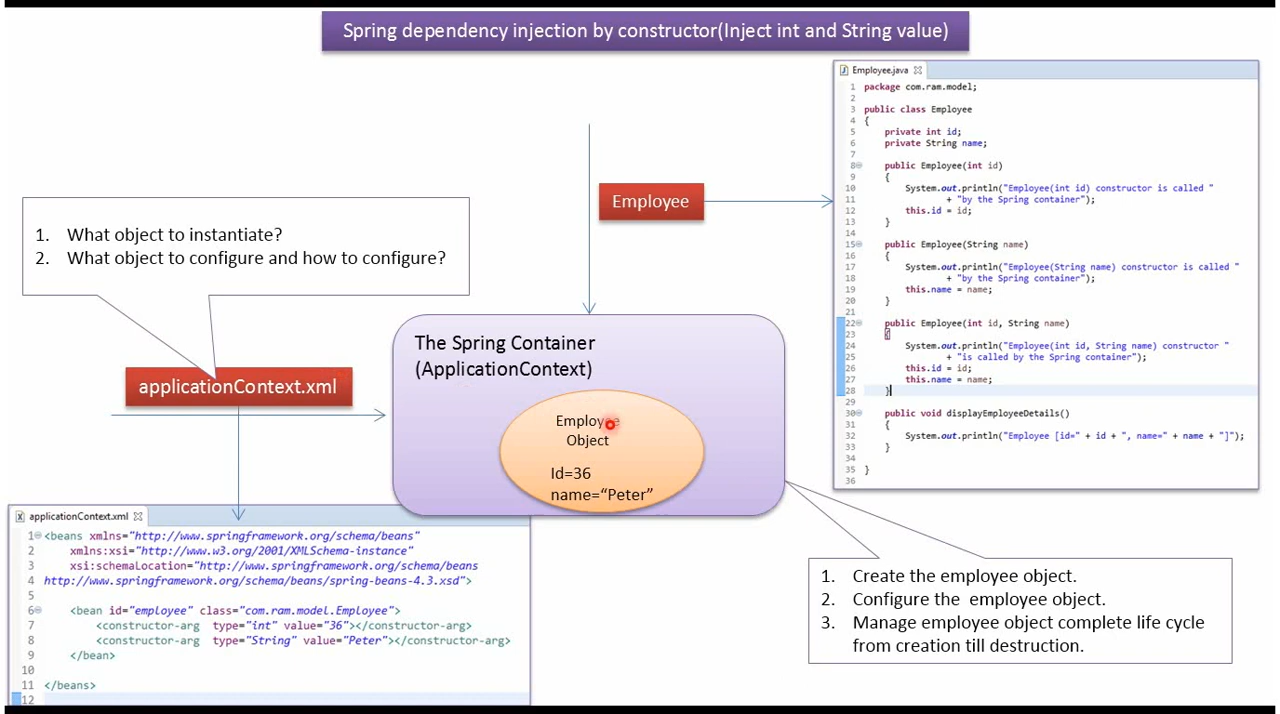 Spring dependency injection by constructor(Inject int and String value)
Employee.java
1 package com.ram.model;
2
3 public class Employee
4 {
5 private int id;
6 private String name;
7
8 public Employee(int id)
9 {
10 System.out.println("Employee(int id) constructor is called "
11 + "by the Spring container");
12 this.id = id;
13 }
14
15 public Employee(String name)
16 {
17 System.out.println("Employee(String name) constructor is called "
18 + "by the Spring container");
19 this.name = name;
20 }
21
22 public Employee(int id, String name)
23 {
24 System.out.println("Employee(int id, String name) constructor "
25 + "is called by the Spring container");
26 this.id = id;
27 this.name = name;
28 }
29
30 public void displayEmployeeDetails()
31 {
32 System.out.println("Employee [id=" + id + ", name=" + name + "]");
33 }
34
35 }
36
Employee
1. What object to instantiate?
2. What object to configure and how to configure?
The Spring Container
(ApplicationContext)
applicationContext.xml
Employee
Object
Id=36
name=“Peter”
applicationContext.xml
1 <beans xmlns="http://www.springframework.org/schema/beans"
2 xmlns:xsi="http://www.w3.org/2001/XMLSchema-instance"
3 xsi:schemaLocation="http://www.springframework.org/schema/beans
4 http://www.springframework.org/schema/beans/spring-beans-4.3.xsd">
5
6 <bean id="employee" class="com.ram.model.Employee">
7 <constructor-arg type="int" value="36"></constructor-arg>
8 <constructor-arg type="String" value="Peter"></constructor-arg>
9 </bean>
10
11 </beans>
12
1. Create the employee object.
2. Configure the employee object.
3. Manage employee object complete life cycle
from creation till destruction.